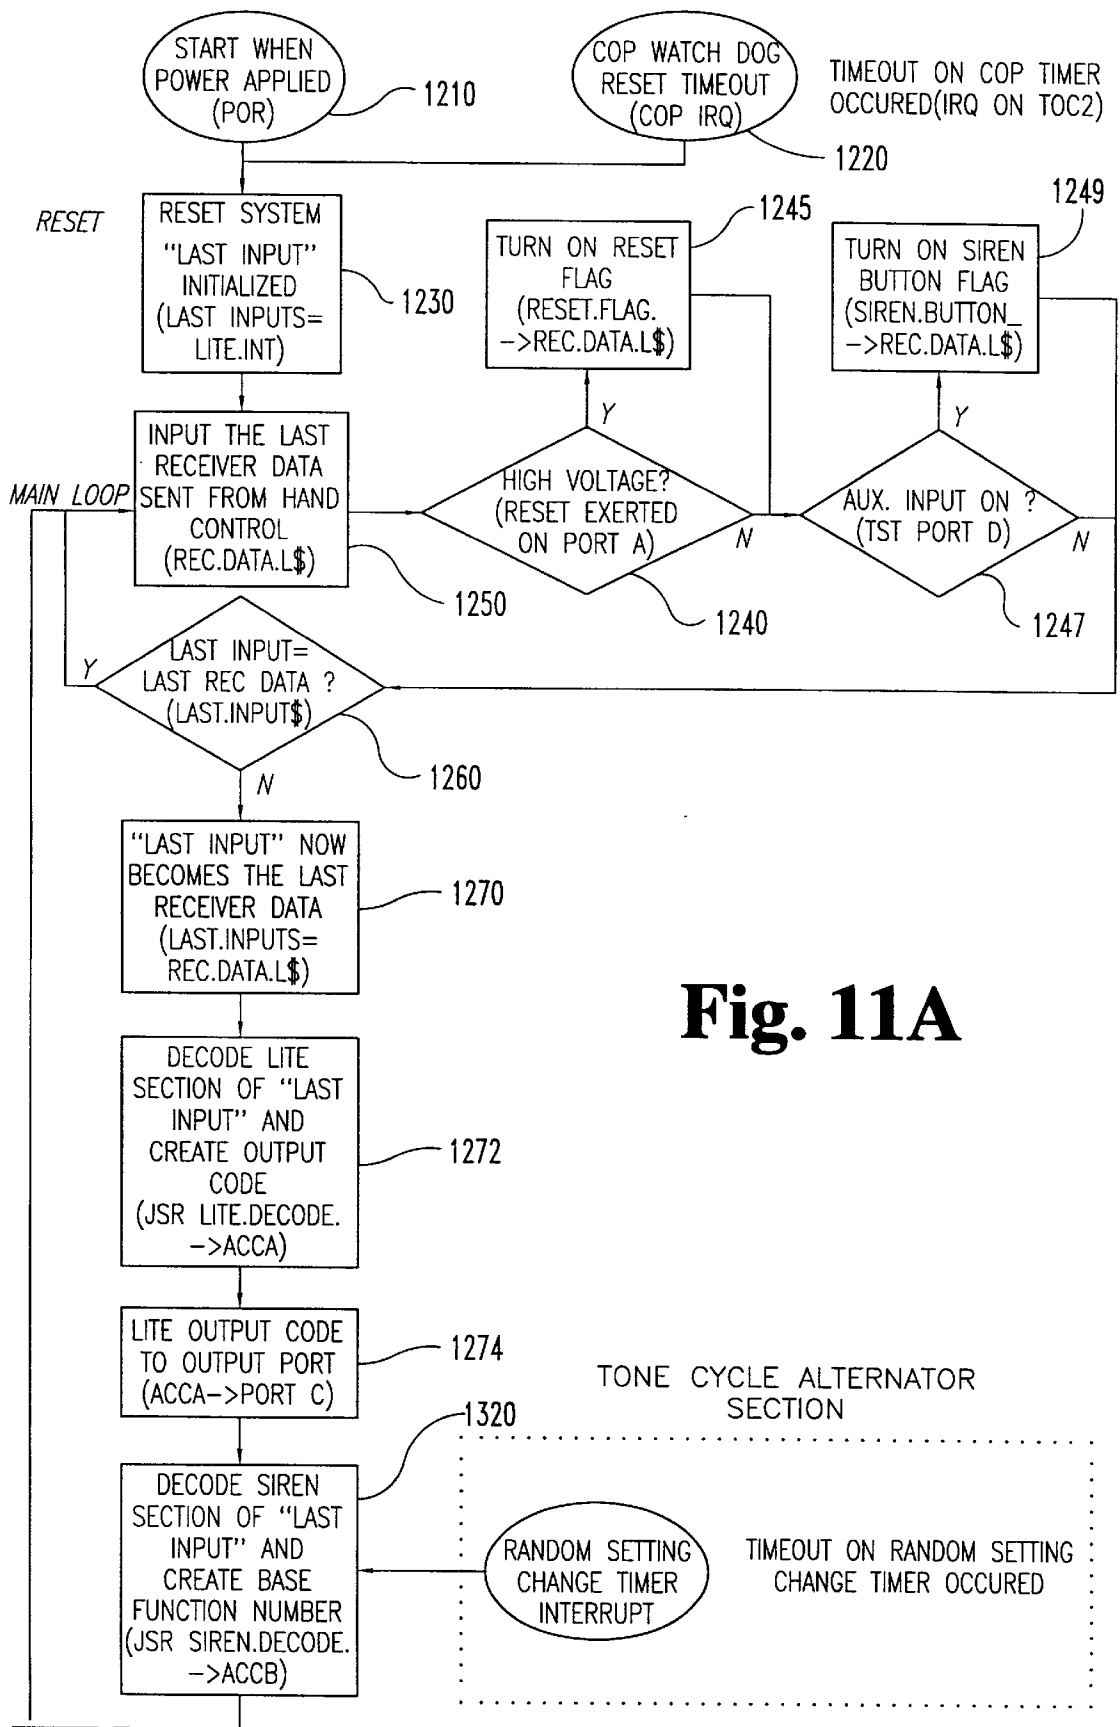 START WHEN
POWER APPLIED
(POR)
1210
COP WATCH DOG
RESET TIMEOUT
(COP IRQ)
1220
TIMEOUT ON COP TIMER
OCCURED(IRQ ON TOC2)
RESET
RESET SYSTEM
"LAST INPUT"
INITIALIZED
(LAST INPUTS=
LITE.INT)
1230
TURN ON RESET
FLAG
(RESET.FLAG.
->REC.DATA.L$)
1245
TURN ON SIREN
BUTTON FLAG
(SIREN.BUTTON_
->REC.DATA.L$)
1249
MAIN LOOP
INPUT THE LAST
RECEIVER DATA
SENT FROM HAND
CONTROL
(REC.DATA.L$)
1250
Y
HIGH VOLTAGE?
(RESET EXERTED
ON PORT A)
N
1240
Y
AUX. INPUT ON ?
(TST PORT D)
N
1247
Y
LAST INPUT=
LAST REC DATA ?
(LAST.INPUT$)
1260
N
"LAST INPUT" NOW
BECOMES THE LAST
RECEIVER DATA
(LAST.INPUTS=
REC.DATA.L$)
1270
Fig. 11A
DECODE LITE
SECTION OF "LAST
INPUT" AND
CREATE OUTPUT
CODE
(JSR LITE.DECODE.
->ACCA)
1272
LITE OUTPUT CODE
TO OUTPUT PORT
(ACCA->PORT C)
1274
TONE CYCLE ALTERNATOR
SECTION
1320
DECODE SIREN
SECTION OF "LAST
INPUT" AND
CREATE BASE
FUNCTION NUMBER
(JSR SIREN.DECODE.
->ACCB)
RANDOM SETTING
CHANGE TIMER
INTERRUPT
TIMEOUT ON RANDOM SETTING
CHANGE TIMER OCCURED